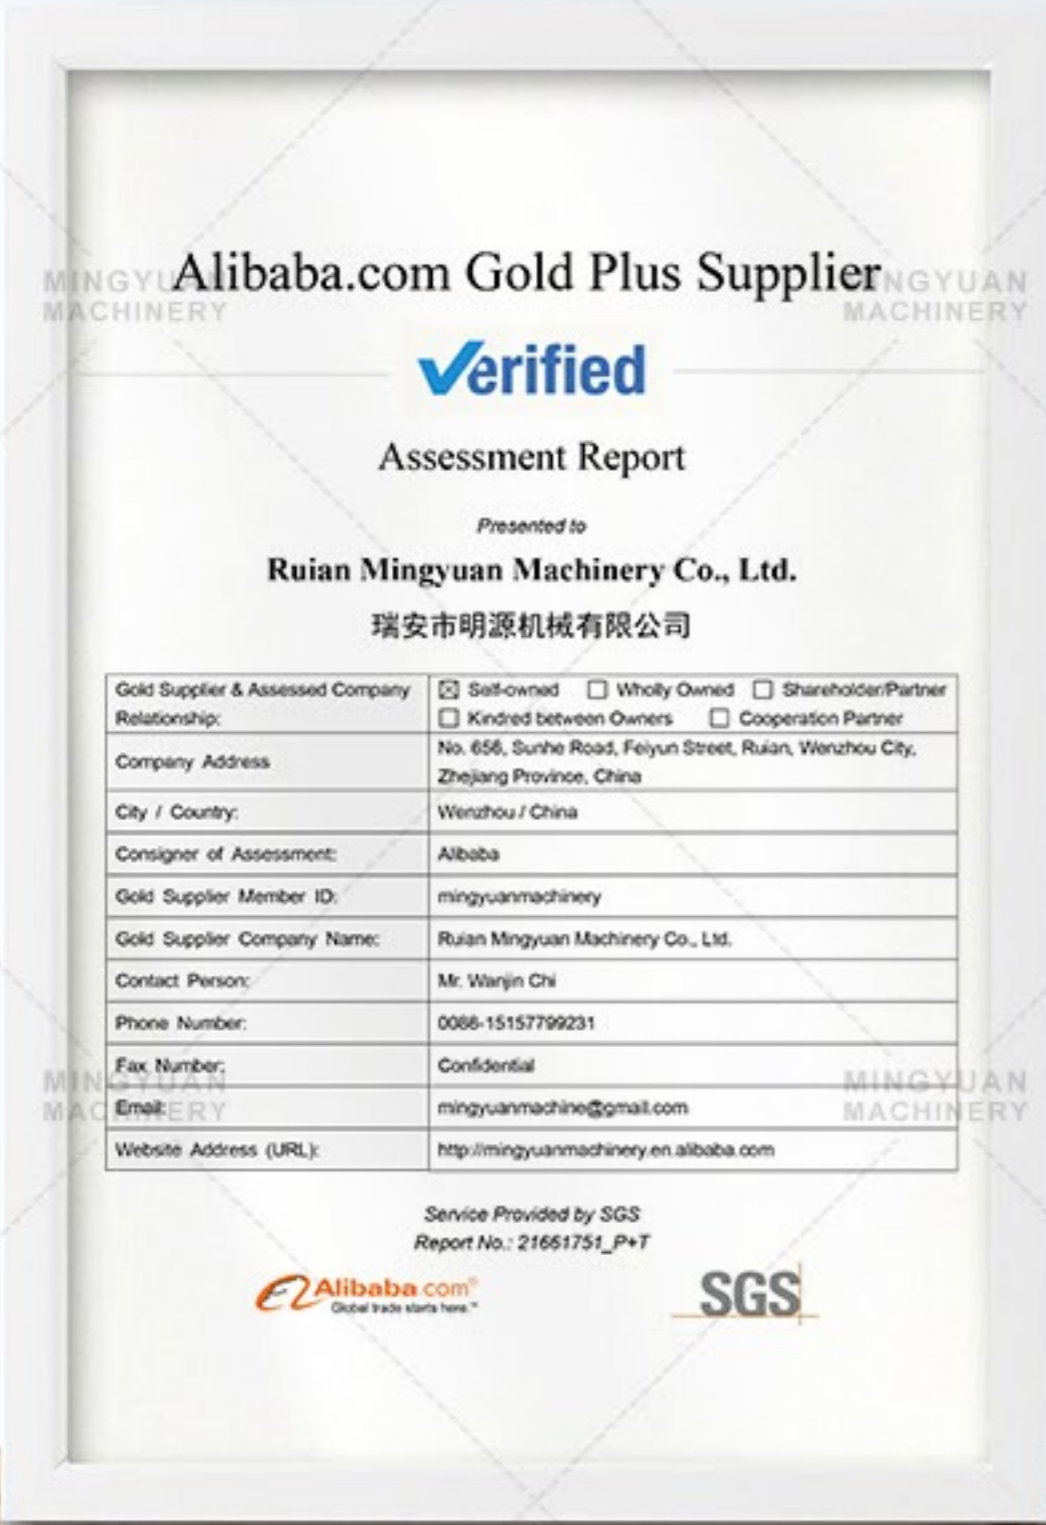 Alibaba.com Gold Plus Supplier
Verified
Assessment Report
Presented to
Ruian Mingyuan Machinery Co., Ltd.
瑞安市明源机械有限公司
Gold Supplier & Assessed Company Relationship: ☒ Self-owned ☐ Wholly Owned ☐ Shareholder/Partner
☐ Kindred between Owners ☐ Cooperation Partner
Company Address No. 656, Sunhe Road, Feiyun Street, Ruian, Wenzhou City,
Zhejiang Province, China
City / Country: Wenzhou / China
Consigner of Assessment: Alibaba
Gold Supplier Member ID: mingyuanmachinery
Gold Supplier Company Name: Ruian Mingyuan Machinery Co., Ltd.
Contact Person: Mr. Wanjin Chi
Phone Number: 0086-15157799231
Fax Number: Confidential
Email: mingyuanmachine@gmail.com
Website Address (URL): http://mingyuanmachinery.en.alibaba.com
Service Provided by SGS
Report No.: 21661751_P+T
Alibaba.com®
Global trade starts here.™
SGS
MINGYUAN
MACHINERY
MINGYUAN
MACHINERY
MINGYUAN
MACHINERY
MINGYUAN
MACHINERY